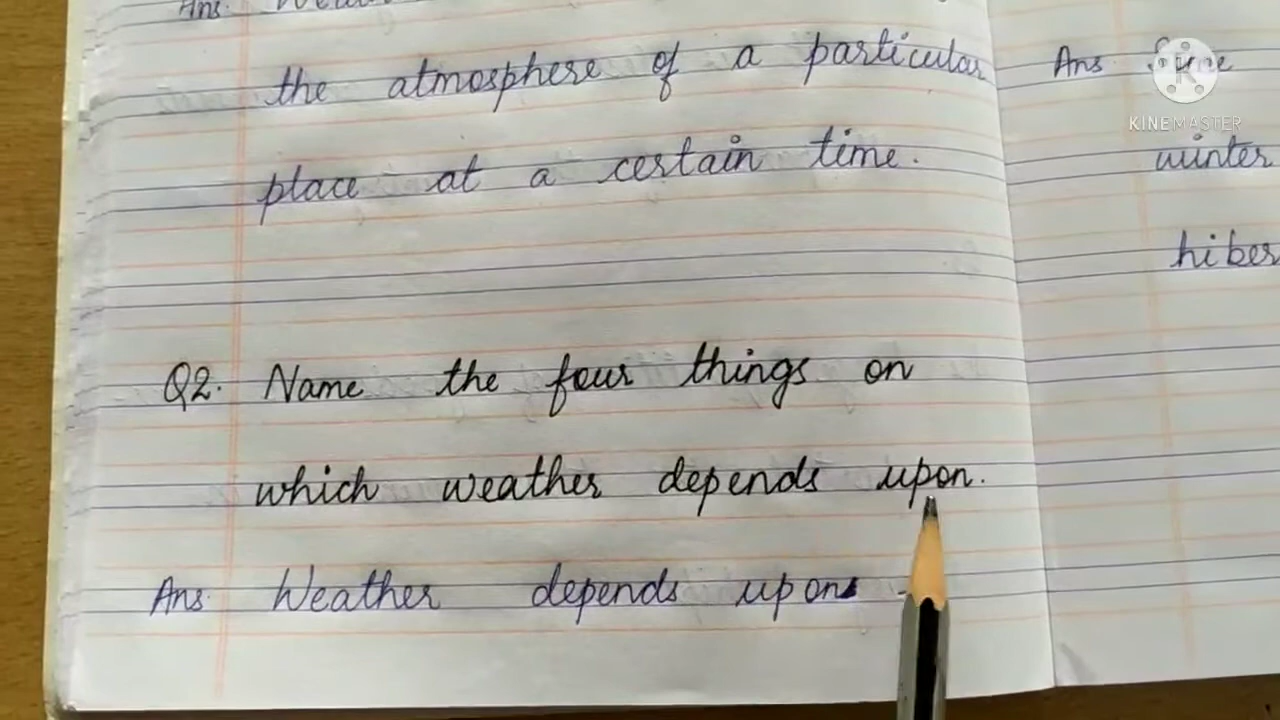 Ans.
the atmosphere of a particular
place at a certain time.
Q2. Name the four things on
which weather depends upon.
Ans. Weather depends upon
Ans
winter
hiber
KINEMASTER